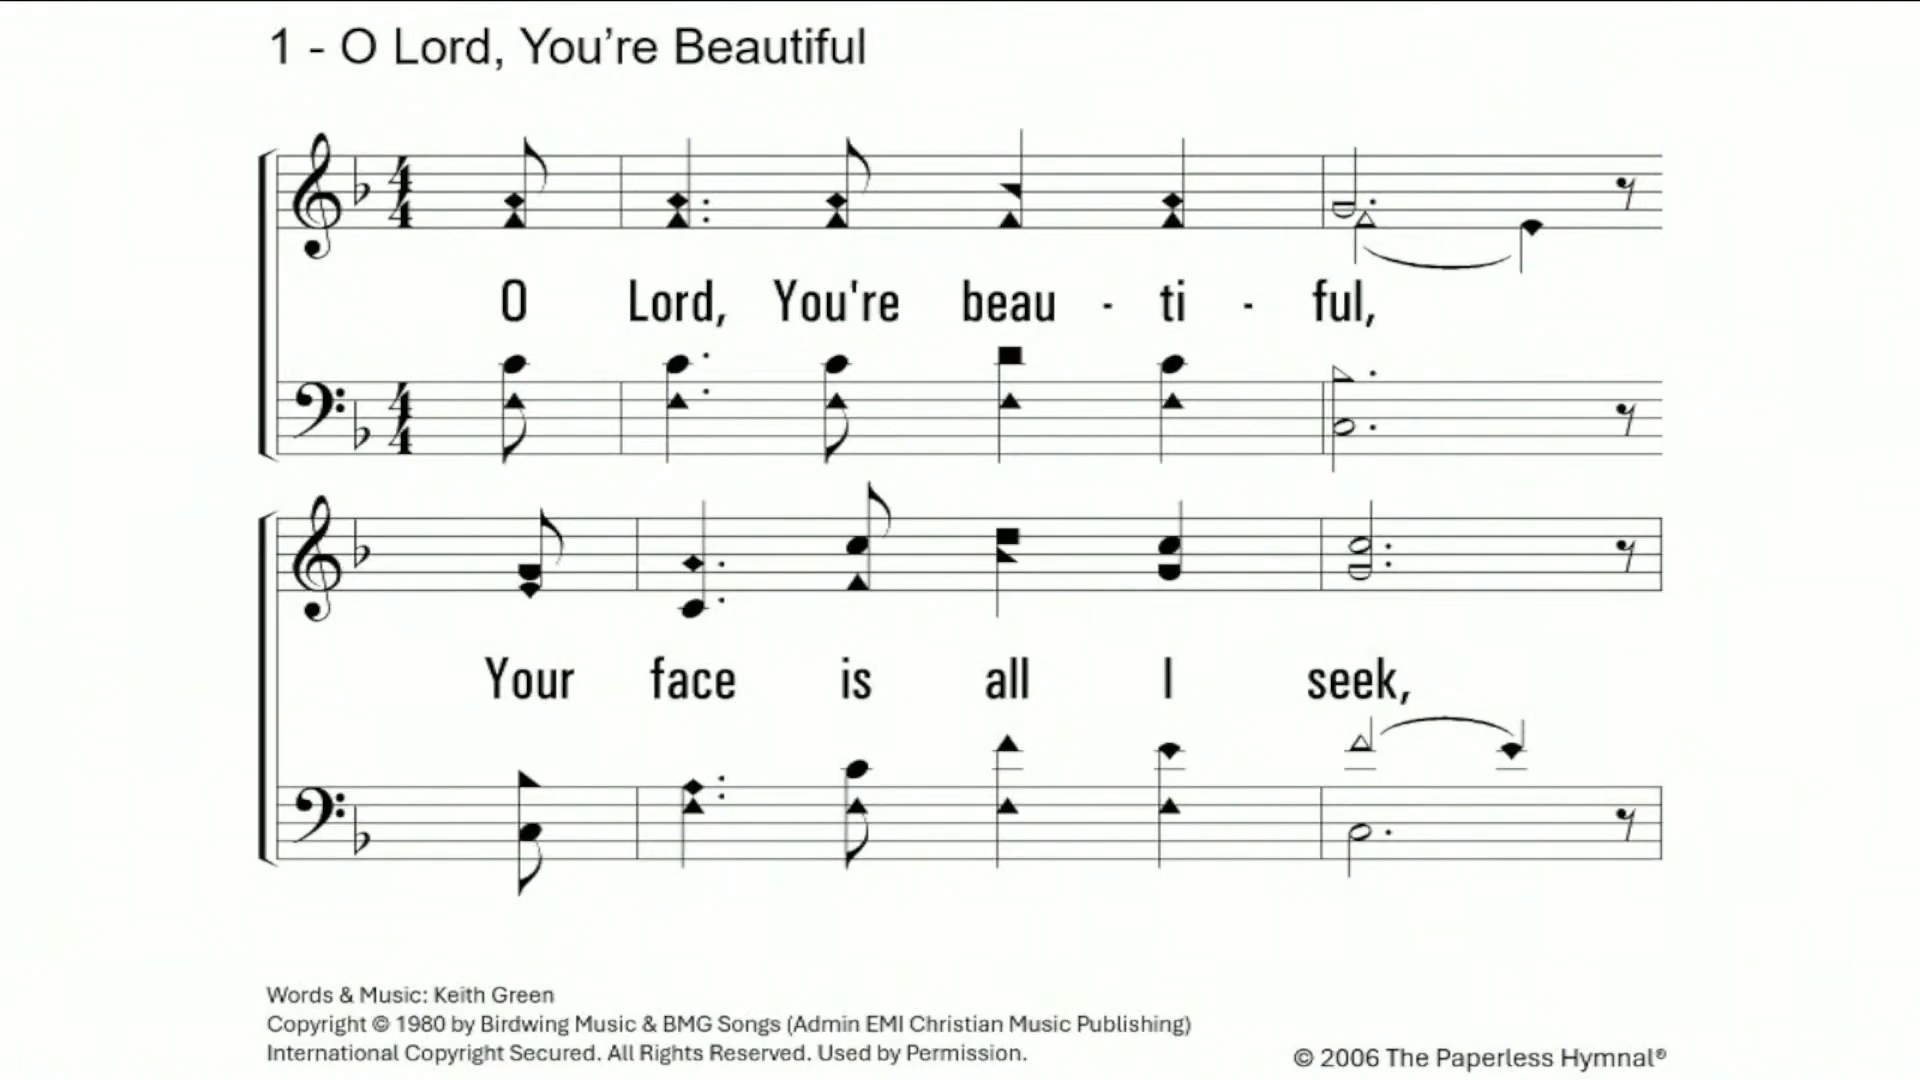 1 - O Lord, You’re Beautiful
O Lord, You're beau - ti - ful,
Your face is all I seek,
Words & Music: Keith Green
Copyright © 1980 by Birdwing Music & BMG Songs (Admin EMI Christian Music Publishing)
International Copyright Secured. All Rights Reserved. Used by Permission.
© 2006 The Paperless Hymnal®